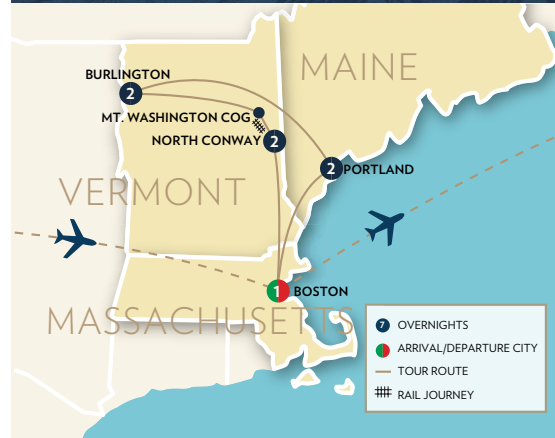 MAINE
BURLINGTON
2
MT. WASHINGTON COG
NORTH CONWAY
2
2
PORTLAND
VERMONT
1
BOSTON
MASSACHUSETTS
7 OVERNIGHTS
ARRIVAL/DEPARTURE CITY
TOUR ROUTE
RAIL JOURNEY